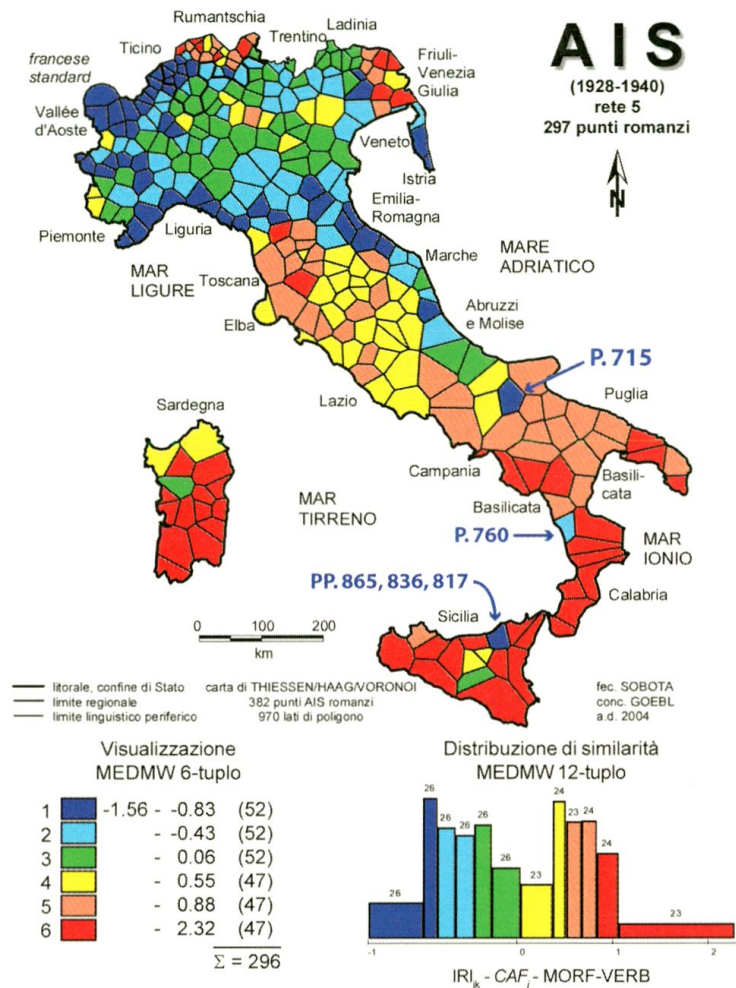 AIS
(1928-1940)
rete 5
297 punti romanzi
N
Rumantschia
Ladinia
Ticino
Trentino
francese
standard
Friuli-
Venezia
Giulia
Vallée
d'Aoste
Veneto
Istria
Emilia-
Romagna
Piemonte
Liguria
Marche
MARE
ADRIATICO
MAR
LIGURE
Toscana
Abruzzi
e Molise
Elba
P. 715
Lazio
Puglia
Sardegna
Campania
Basili-
cata
MAR
TIRRENO
Basilicata
P. 760
MAR
IONIO
PP. 865, 836, 817
Calabria
Sicilia
0 100 200
km
litorale, confine di Stato
limite regionale
limite linguistico periferico
carta di THIESSEN/HAAG/VORONOI
382 punti AIS romanzi
970 lati di poligono
fec. SOBOTA
conc. GOEBL
a.d. 2004
Visualizzazione
MEDMW 6-tuplo
1 -1.56 - -0.83 (52)
2 - -0.43 (52)
3 - 0.06 (52)
4 - 0.55 (47)
5 - 0.88 (47)
6 - 2.32 (47)
Σ = 296
Distribuzione di similarità
MEDMW 12-tuplo
26 26 26 26 26 26 23 24 23 24 24 23
-1 0 1 2
IRIjk - CAFj - MORF-VERB